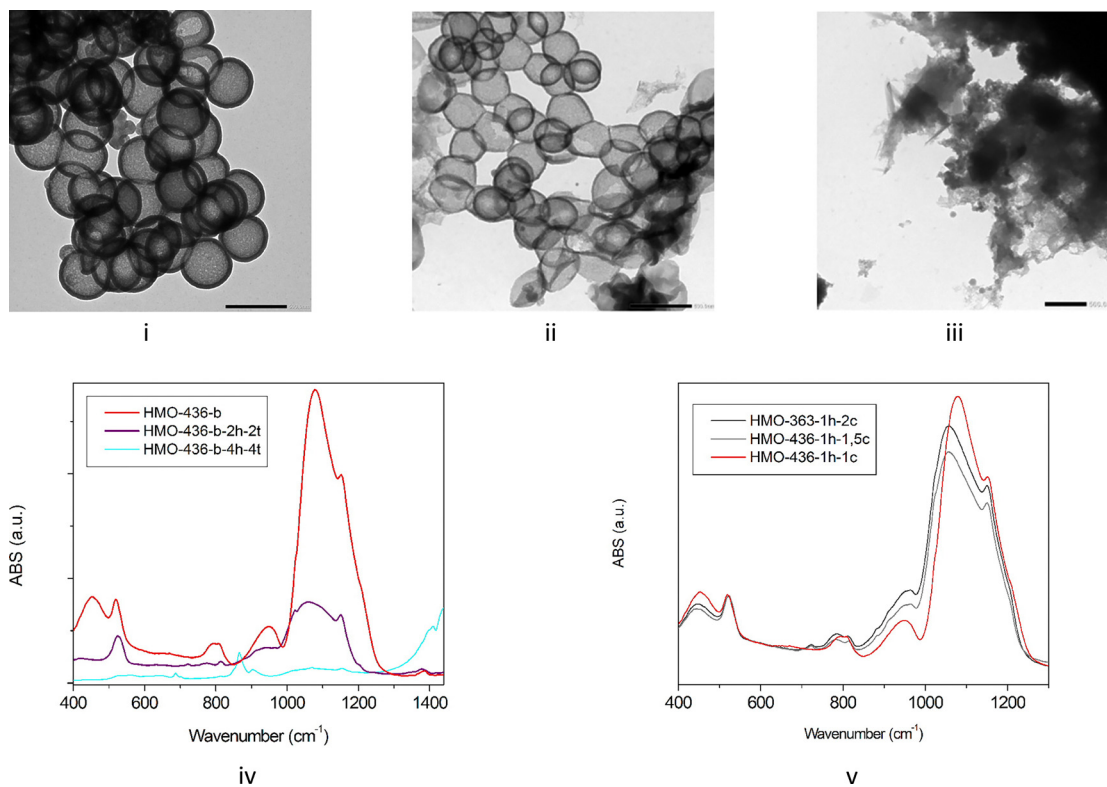 i
ii
iii
HMO-436-b
HMO-436-b-2h-2t
HMO-436-b-4h-4t
ABS (a.u.)
400 600 800 1000 1200 1400
Wavenumber (cm⁻¹)
iv
HMO-363-1h-2c
HMO-436-1h-1,5c
HMO-436-1h-1c
ABS (a.u.)
400 600 800 1000 1200
Wavenumber (cm⁻¹)
v